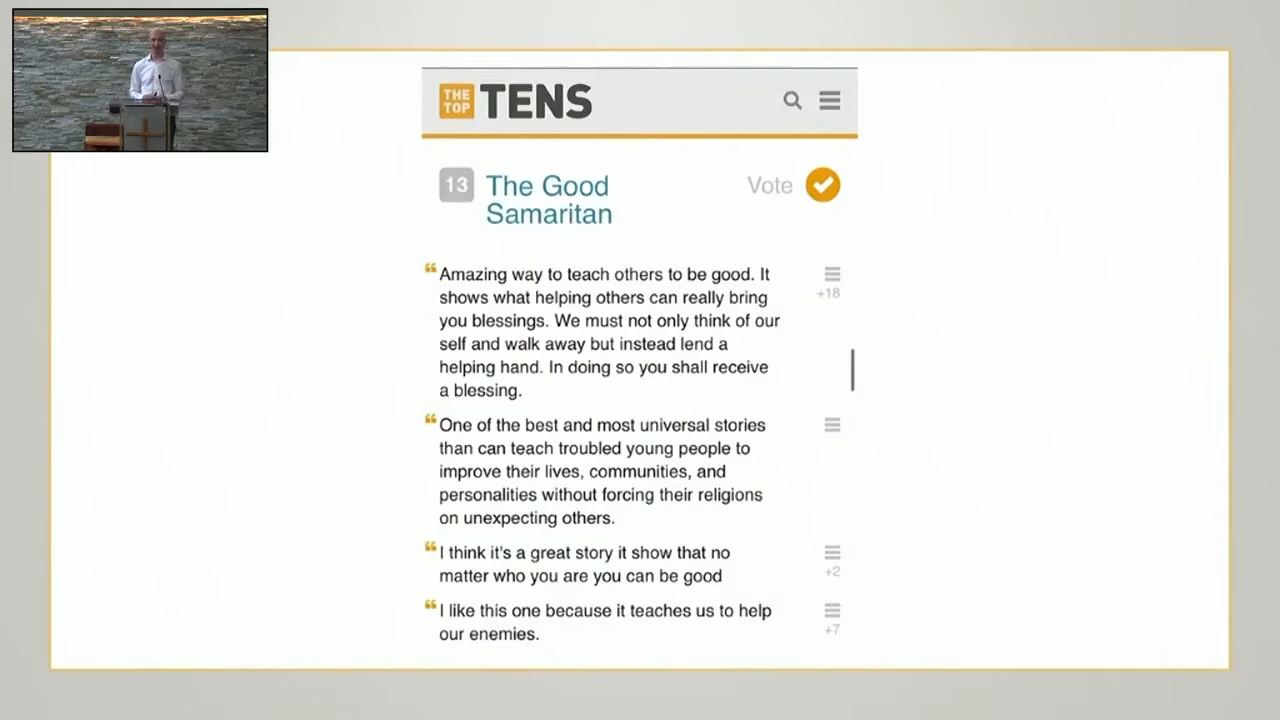 THE
TOP
TENS
13
The Good
Samaritan
Vote
“Amazing way to teach others to be good. It
shows what helping others can really bring
you blessings. We must not only think of our
self and walk away but instead lend a
helping hand. In doing so you shall receive
a blessing.
+18
“One of the best and most universal stories
than can teach troubled young people to
improve their lives, communities, and
personalities without forcing their religions
on unexpecting others.
“I think it's a great story it show that no
matter who you are you can be good
+2
“I like this one because it teaches us to help
our enemies.
+7